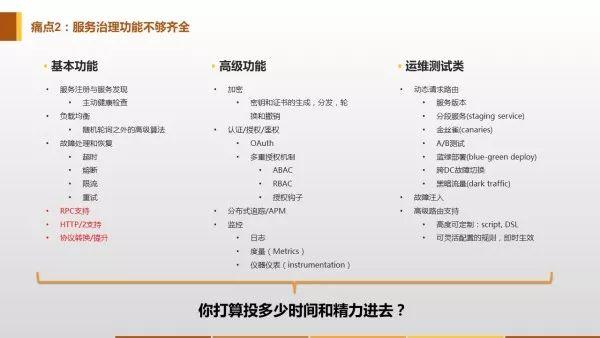 痛点2：服务治理功能不够齐全
• 基本功能
• 服务注册与服务发现
• 主动健康检查
• 负载均衡
• 随机轮询之外的高级算法
• 故障处理和恢复
• 超时
• 熔断
• 限流
• 重试
• RPC支持
• HTTP/2支持
• 协议转换/提升
• 高级功能
• 加密
• 密钥和证书的生成，分发，轮
换和撤销
• 认证/授权/鉴权
• OAuth
• 多重授权机制
• ABAC
• RBAC
• 授权钩子
• 分布式追踪/APM
• 监控
• 日志
• 度量（Metrics）
• 仪器仪表（instrumentation）
• 运维测试类
• 动态请求路由
• 服务版本
• 分段服务(staging service)
• 金丝雀(canaries)
• A/B测试
• 蓝绿部署(blue-green deploy)
• 跨DC故障切换
• 黑暗流量(dark traffic)
• 故障注入
• 高级路由支持
• 高度可定制：script, DSL
• 可灵活配置的规则，即时生效
你打算投多少时间和精力进去？